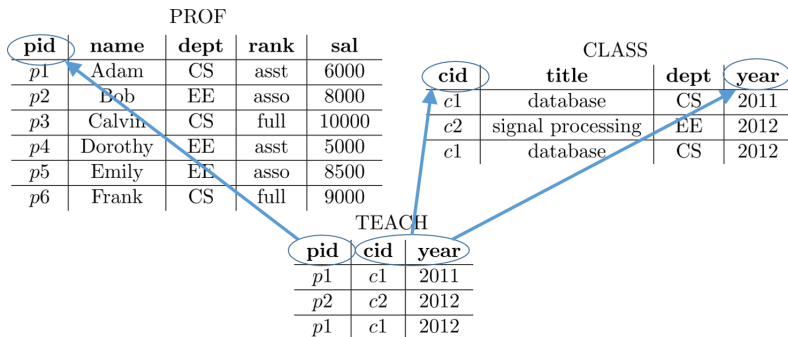 PROF
pid name dept rank sal
p1 Adam CS asst 6000
p2 Bob EE asso 8000
p3 Calvin CS full 10000
p4 Dorothy EE asst 5000
p5 Emily EE asso 8500
p6 Frank CS full 9000
CLASS
cid title dept year
c1 database CS 2011
c2 signal processing EE 2012
c1 database CS 2012
TEACH
pid cid year
p1 c1 2011
p2 c2 2012
p1 c1 2012